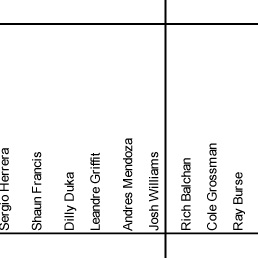 Sergio Herrera
Shaun Francis
Dilly Duka
Leandre Griffit
Andres Mendoza
Josh Williams
Rich Balchan
Cole Grossman
Ray Burse